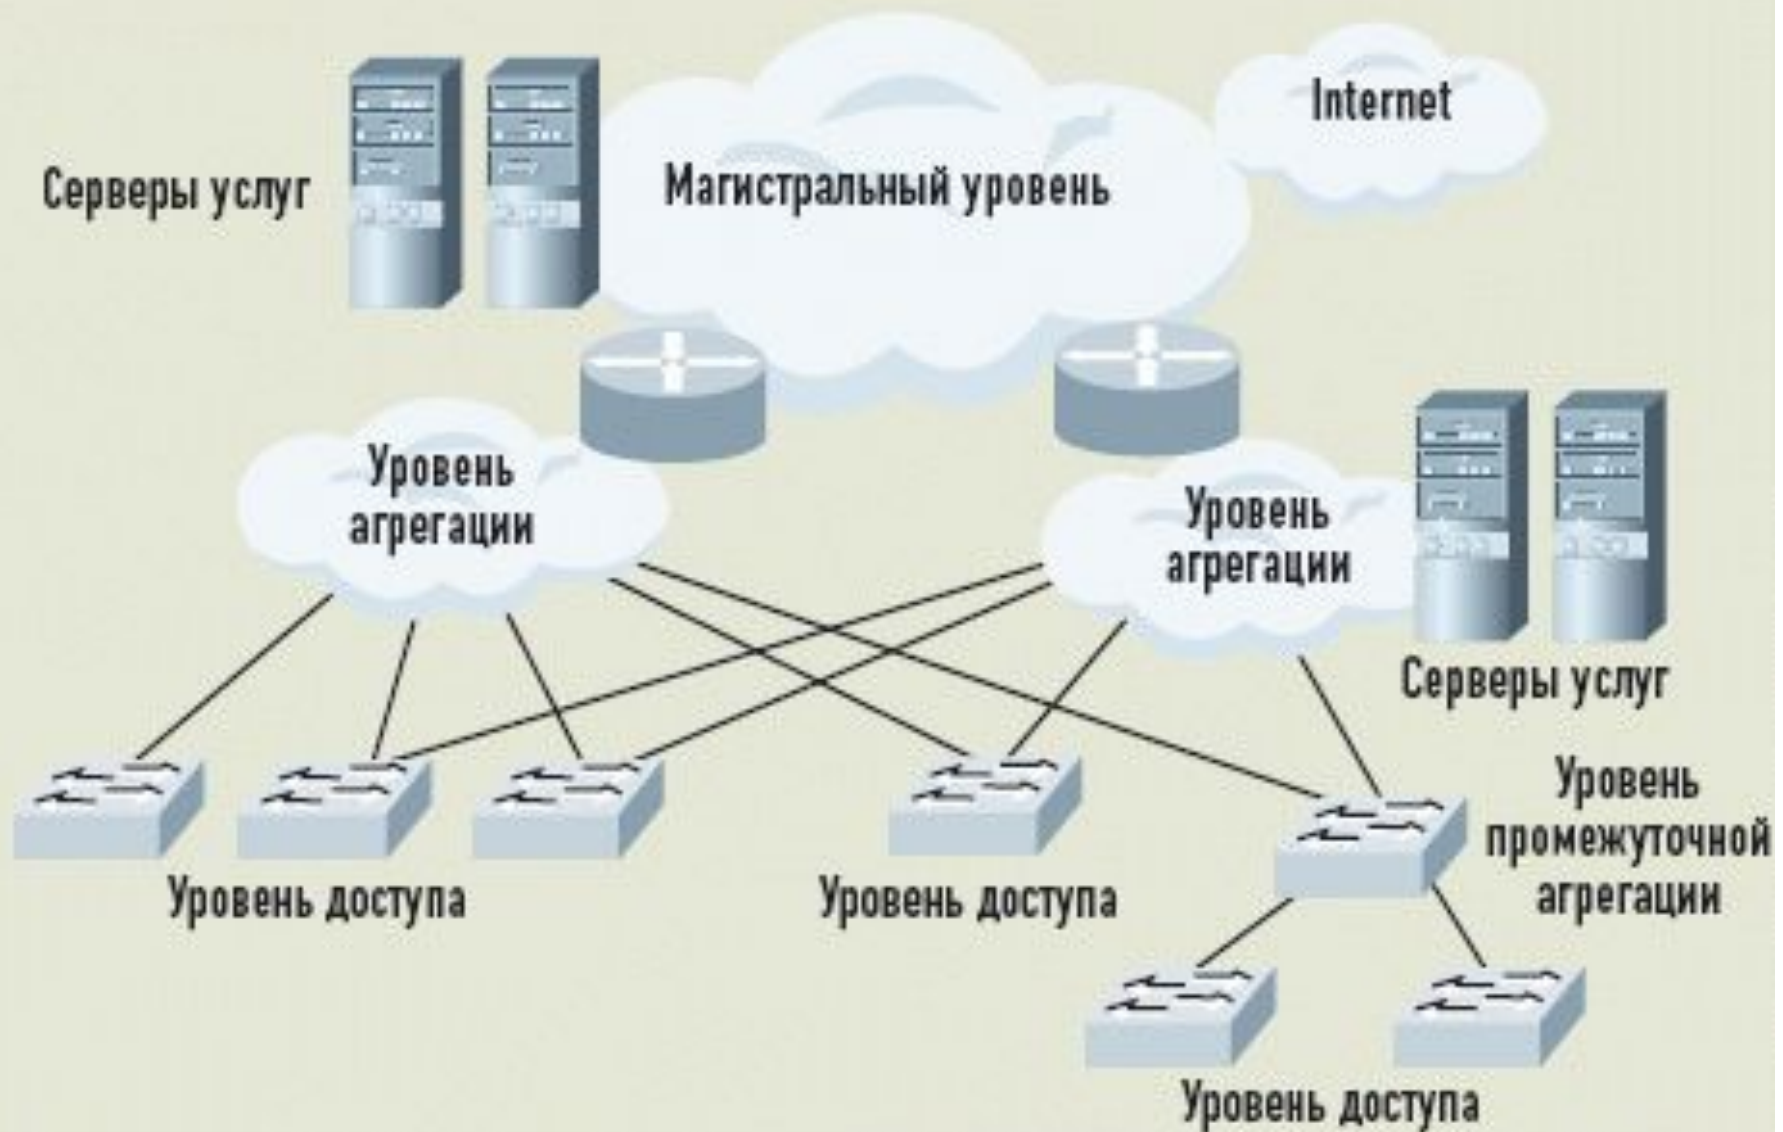 Internet
Серверы услуг
Магистральный уровень
Уровень
агрегации
Уровень
агрегации
Серверы услуг
Уровень
промежуточной
агрегации
Уровень доступа
Уровень доступа
Уровень доступа